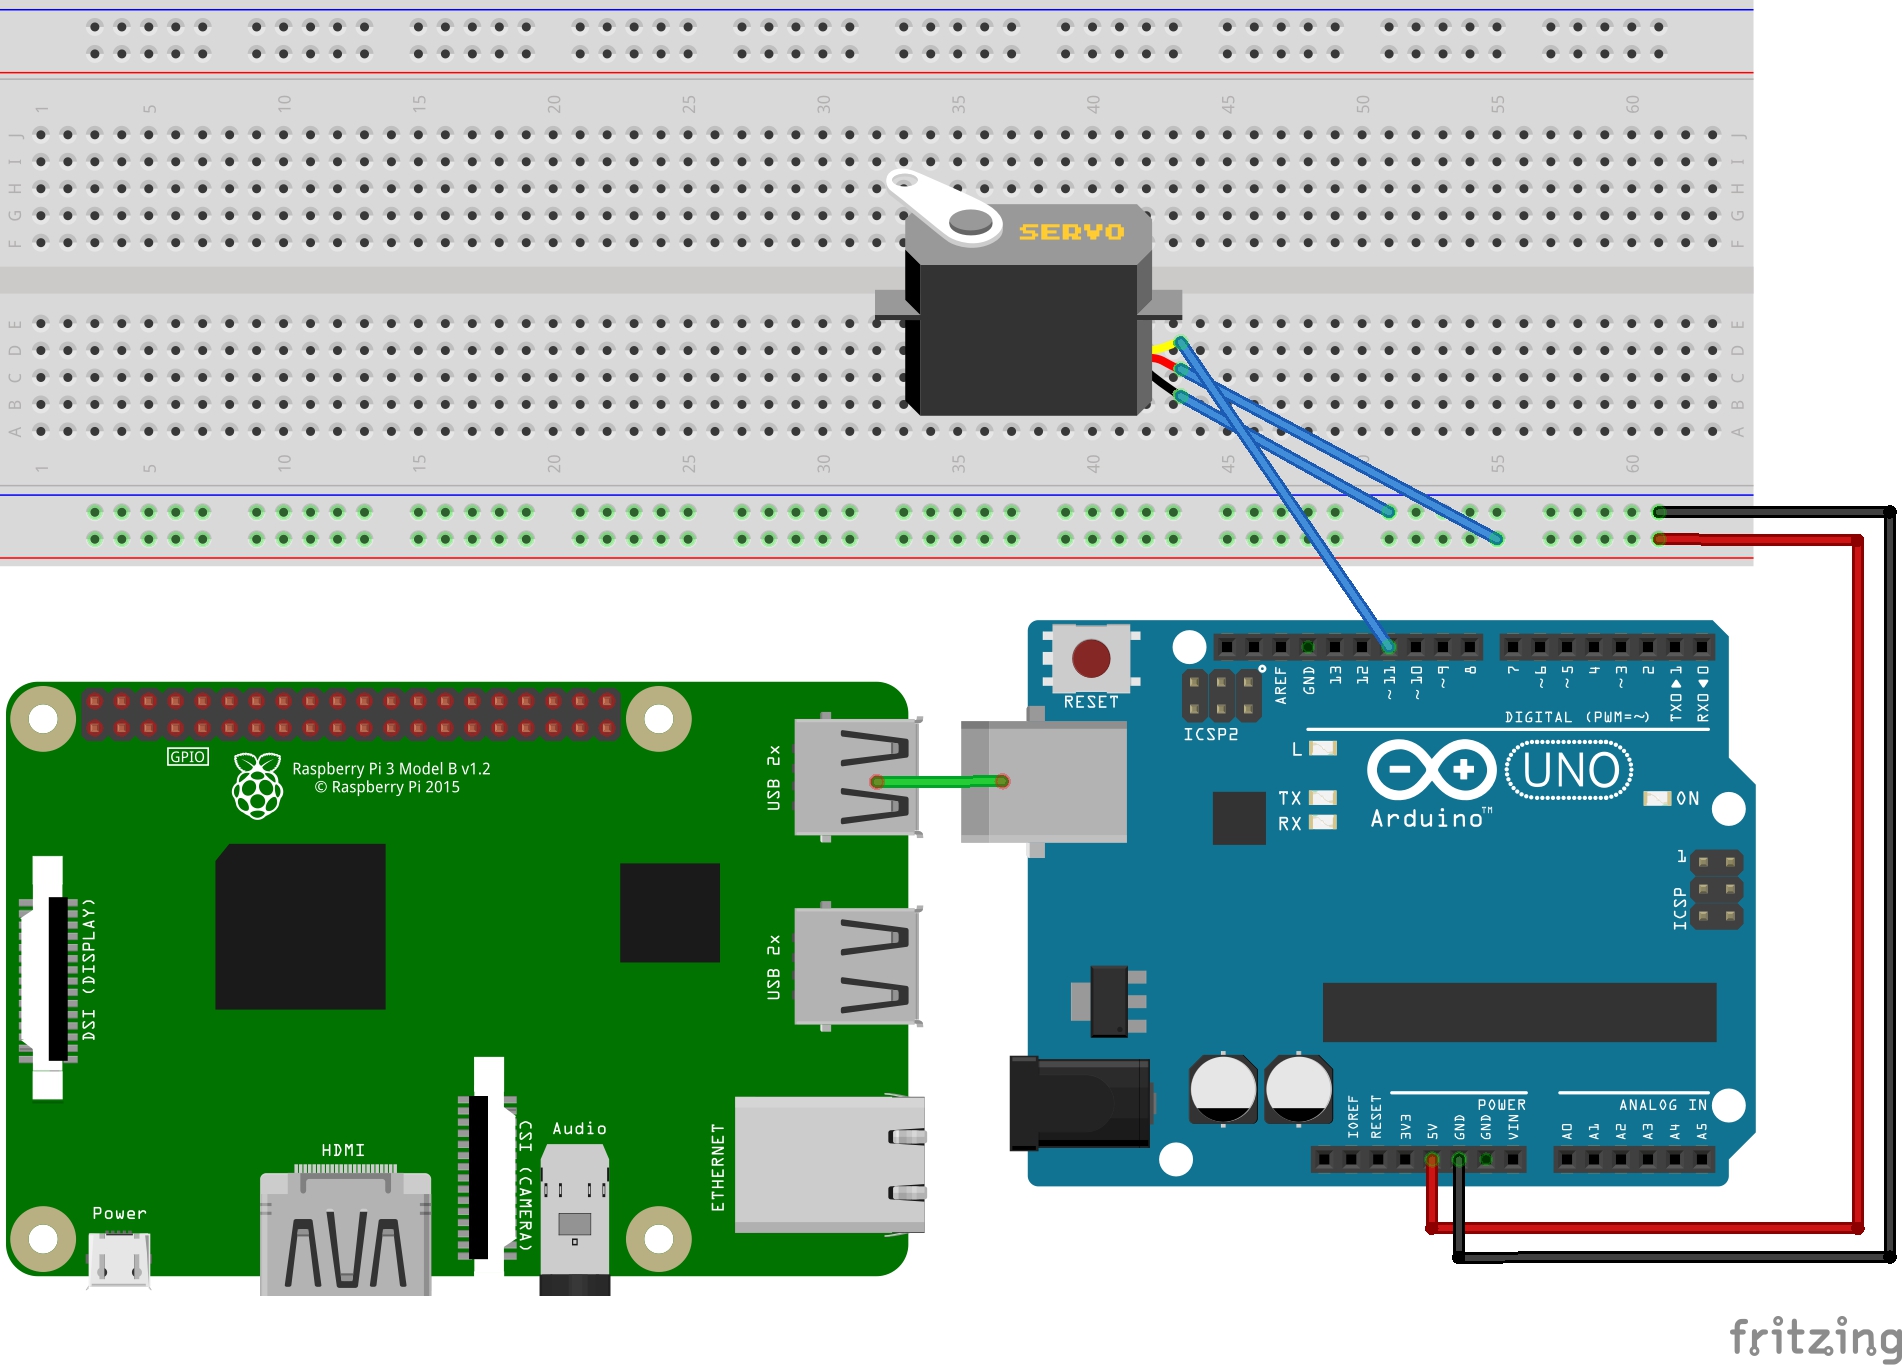 1 5 10 15 20 25 30 35 40 45 50 55 60
J J
I I
H H
G G
F F
SERVO
E E
D D
C C
B B
A A
1 5 10 15 20 25 30 35 40 45 50 55 60
RESET
ICSP2
AREF
GND
13
12
~11
~10
~9
8
7
~6
~5
4
~3
2
TX0▶1
RX0◀0
DIGITAL (PWM=~)
L
TX
RX
Arduino™
UNO
ON
1
ICSP
GPIO
Raspberry Pi 3 Model B v1.2
© Raspberry Pi 2015
USB 2x
USB 2x
DSI (DISPLAY)
CSI (CAMERA)
Audio
ETHERNET
HDMI
Power
POWER
ANALOG IN
IOREF
RESET
3V3
5V
GND
GND
VIN
A0
A1
A2
A3
A4
A5
fritzing